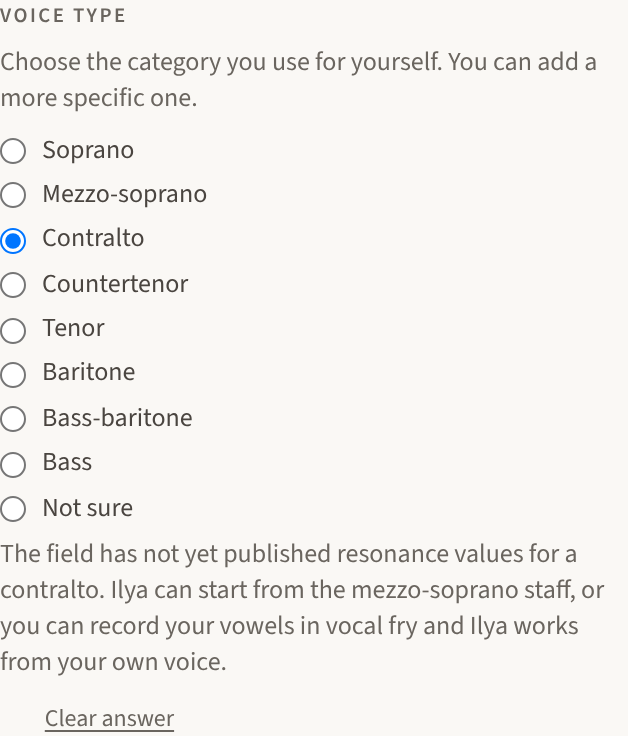 VOICE TYPE
Choose the category you use for yourself. You can add a
more specific one.
Soprano
Mezzo-soprano
Contralto
Countertenor
Tenor
Baritone
Bass-baritone
Bass
Not sure
The field has not yet published resonance values for a
contralto. Ilya can start from the mezzo-soprano staff, or
you can record your vowels in vocal fry and Ilya works
from your own voice.
Clear answer